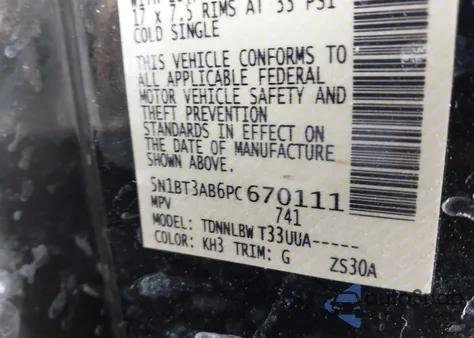 17 x 7.5 RIMS AT 33 PSI
COLD SINGLE
THIS VEHICLE CONFORMS TO
ALL APPLICABLE FEDERAL
MOTOR VEHICLE SAFETY AND
THEFT PREVENTION
STANDARDS IN EFFECT ON
THE DATE OF MANUFACTURE
SHOWN ABOVE.
5N1BT3AB6PC670111
MPV 741
MODEL: TDNNLBW T33UUA-----
COLOR: KH3 TRIM: G ZS30A